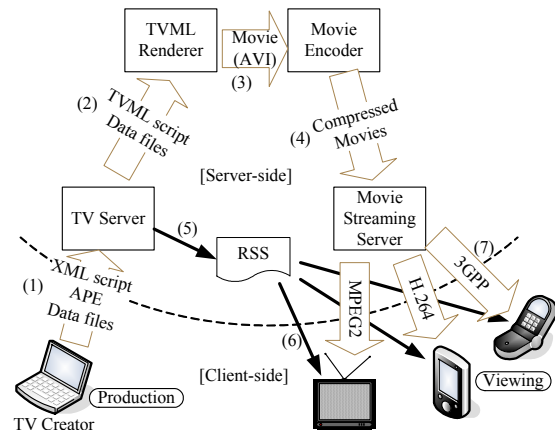 TVML
Renderer
Movie
(AVI)
(3)
Movie
Encoder
(2)
TVML script
Data files
(4)
Compressed
Movies
[Server-side]
TV Server
(5)
RSS
Movie
Streaming
Server
(7)
3GPP
H.264
MPEG2
(1)
XML script
APE
Data files
(6)
[Client-side]
Production
Viewing
TV Creator